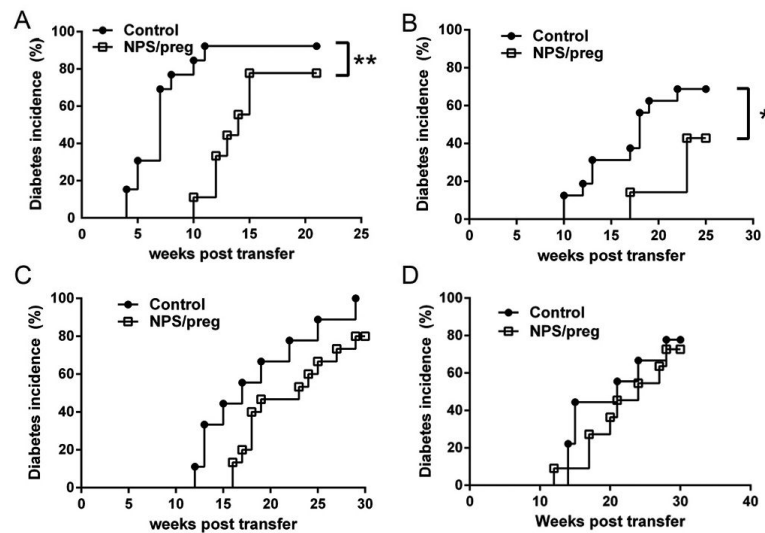 A
Control
NPS/preg
Diabetes incidence (%)
100
80
60
40
20
0
**
0 5 10 15 20 25
weeks post transfer
B
Control
NPS/preg
Diabetes incidence (%)
100
80
60
40
20
0
*
0 5 10 15 20 25 30
weeks post transfer
C
Control
NPS/preg
Diabetes incidence (%)
100
80
60
40
20
0
0 5 10 15 20 25 30
weeks post transfer
D
Control
NPS/preg
Diabetes incidence (%)
100
80
60
40
20
0
0 10 20 30 40
Weeks post transfer